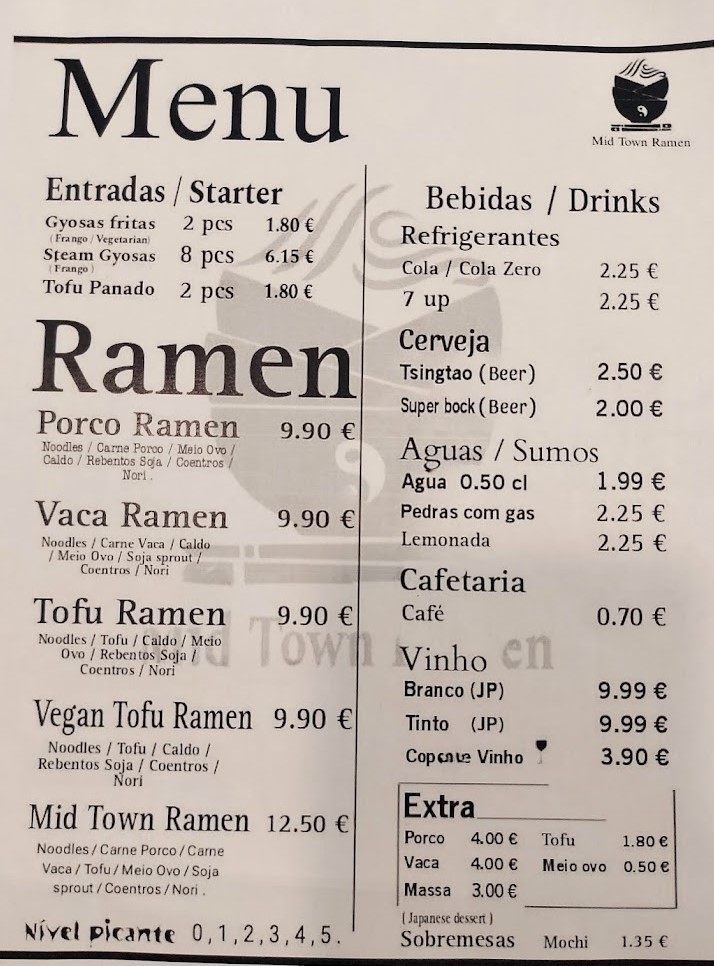 Menu
Mid Town Ramen
Entradas / Starter
Gyosas fritas 2 pcs 1.80 €
(Frango / Vegetarian)
Steam Gyosas 8 pcs 6.15 €
(Frango)
Tofu Panado 2 pcs 1.80 €
Ramen
Porco Ramen 9.90 €
Noodles / Carne Porco / Meio Ovo /
Caldo / Rebentos Soja / Coentros /
Nori .
Vaca Ramen 9.90 €
Noodles / Carne Vaca / Caldo
/ Meio Ovo / Soja sprout /
Coentros / Nori
Tofu Ramen 9.90 €
Noodles / Tofu / Caldo / Meio
Ovo / Rebentos Soja /
Coentros / Nori
Vegan Tofu Ramen 9.90 €
Noodles / Tofu / Caldo /
Rebentos Soja / Coentros /
Nori
Mid Town Ramen 12.50 €
Noodles / Carne Porco / Carne
Vaca / Tofu / Meio Ovo / Soja
sprout / Coentros / Nori .
Nível picante 0,1,2,3,4,5.
Bebidas / Drinks
Refrigerantes
Cola / Cola Zero 2.25 €
7 up 2.25 €
Cerveja
Tsingtao (Beer) 2.50 €
Super bock (Beer) 2.00 €
Aguas / Sumos
Agua 0.50 cl 1.99 €
Pedras com gas 2.25 €
Lemonada 2.25 €
Cafetaria
Café 0.70 €
Vinho
Branco (JP) 9.99 €
Tinto (JP) 9.99 €
Vinho 3.90 €
Extra
Porco 4.00 € Tofu 1.80 €
Vaca 4.00 € Meio ovo 0.50 €
Massa 3.00 €
(Japanese dessert)
Sobremesas Mochi 1.35 €
Town en